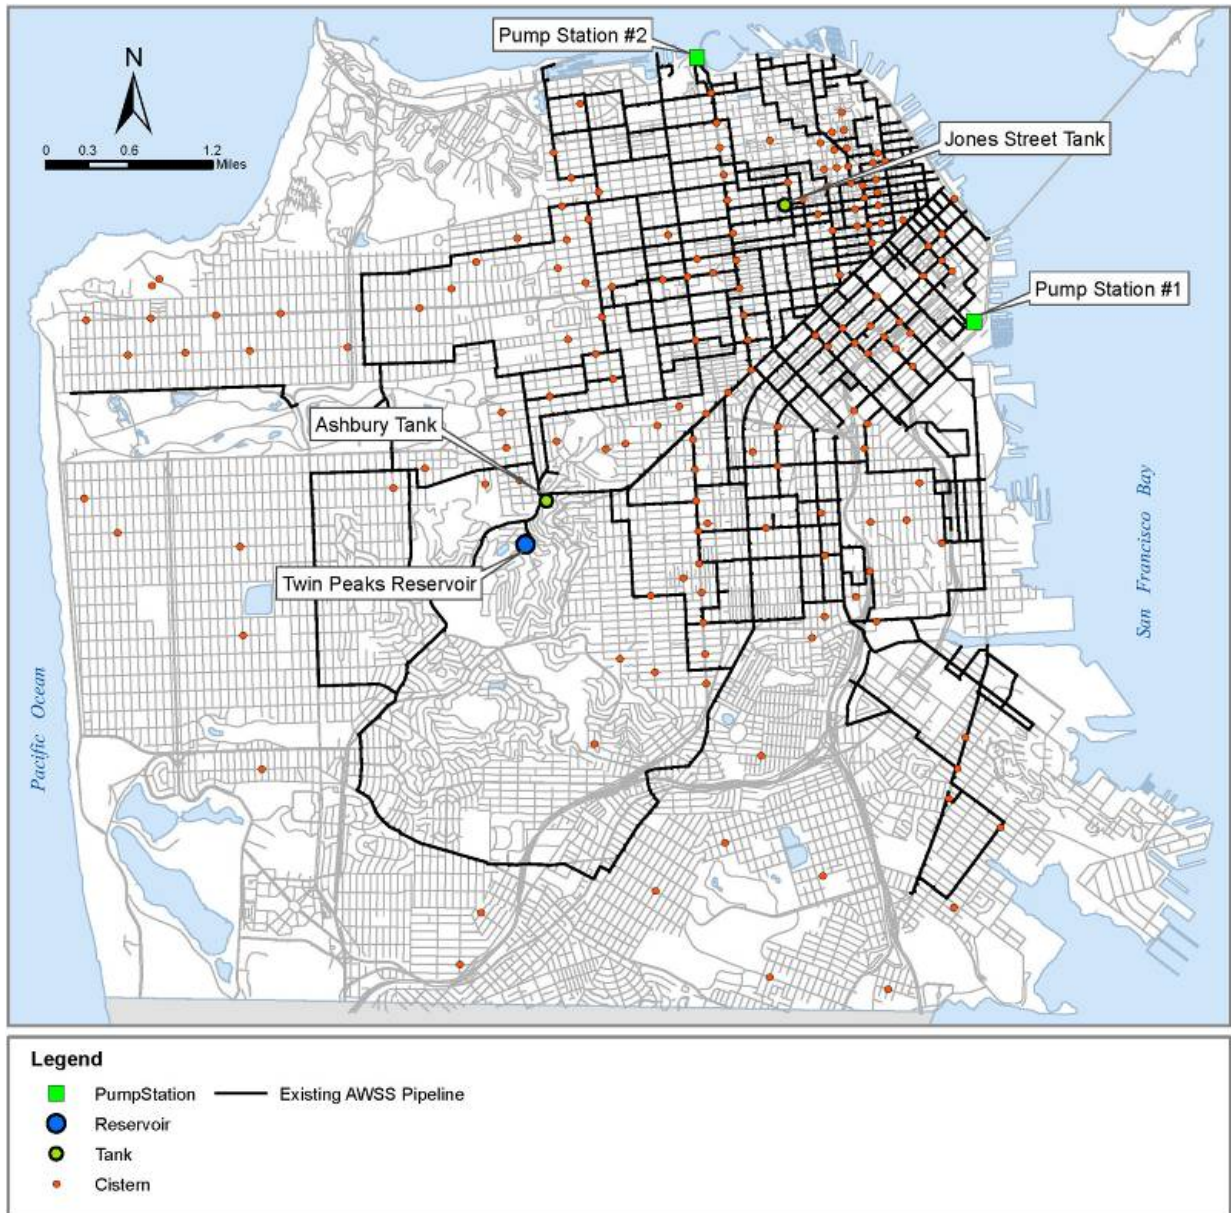 Pump Station #2
N
0 0.3 0.6 1.2
Miles
Jones Street Tank
Pump Station #1
Ashbury Tank
Twin Peaks Reservoir
San Francisco Bay
Pacific Ocean
Legend
PumpStation
Existing AWSS Pipeline
Reservoir
Tank
Cistern